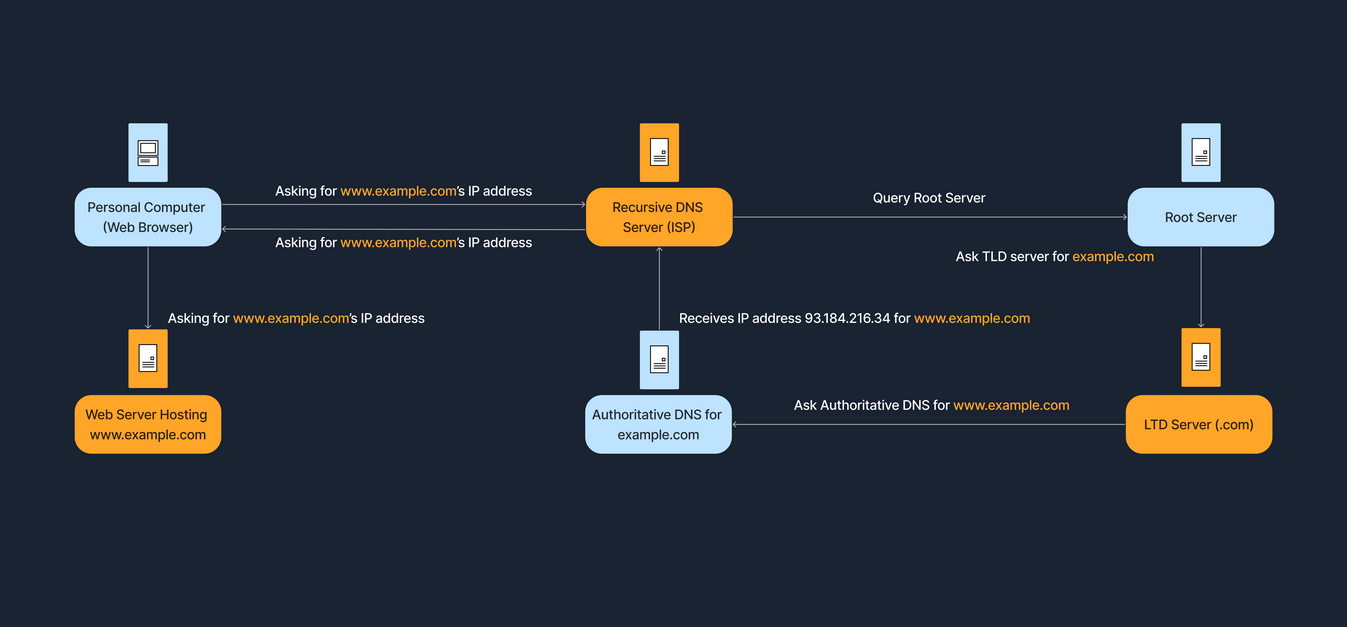 Asking for www.example.com's IP address
Personal Computer
(Web Browser)
Recursive DNS
Server (ISP)
Query Root Server
Root Server
Asking for www.example.com's IP address
Ask TLD server for example.com
Asking for www.example.com's IP address
Receives IP address 93.184.216.34 for www.example.com
Web Server Hosting
www.example.com
Authoritative DNS for
example.com
Ask Authoritative DNS for www.example.com
LTD Server (.com)